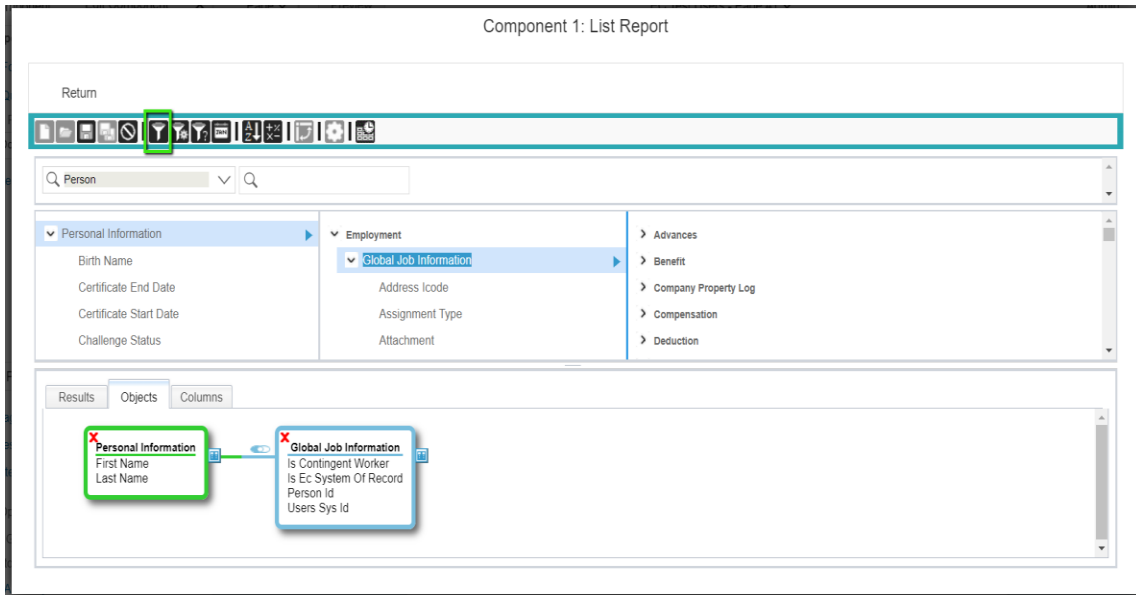 Component 1: List Report
Return
Person
Personal Information
Birth Name
Certificate End Date
Certificate Start Date
Challenge Status
Employment
Global Job Information
Address Icode
Assignment Type
Attachment
Advances
Benefit
Company Property Log
Compensation
Deduction
Results Objects Columns
Personal Information
First Name
Last Name
Global Job Information
Is Contingent Worker
Is Ec System Of Record
Person Id
Users Sys Id